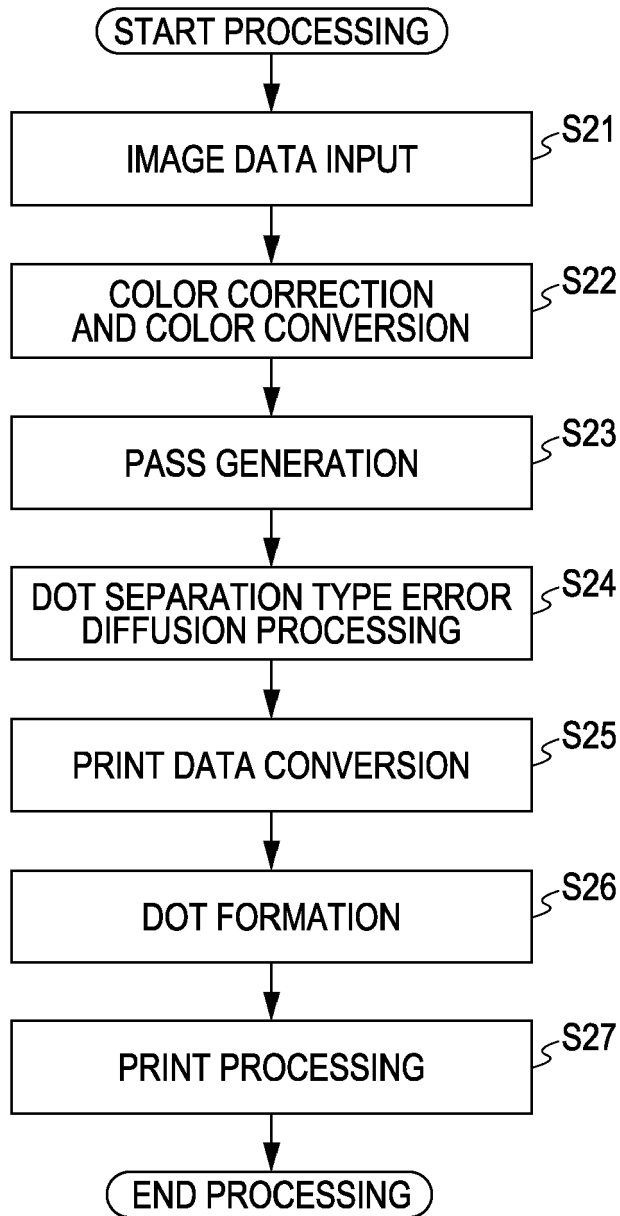 START PROCESSING
IMAGE DATA INPUT
S21
COLOR CORRECTION
AND COLOR CONVERSION
S22
PASS GENERATION
S23
DOT SEPARATION TYPE ERROR
DIFFUSION PROCESSING
S24
PRINT DATA CONVERSION
S25
DOT FORMATION
S26
PRINT PROCESSING
S27
END PROCESSING